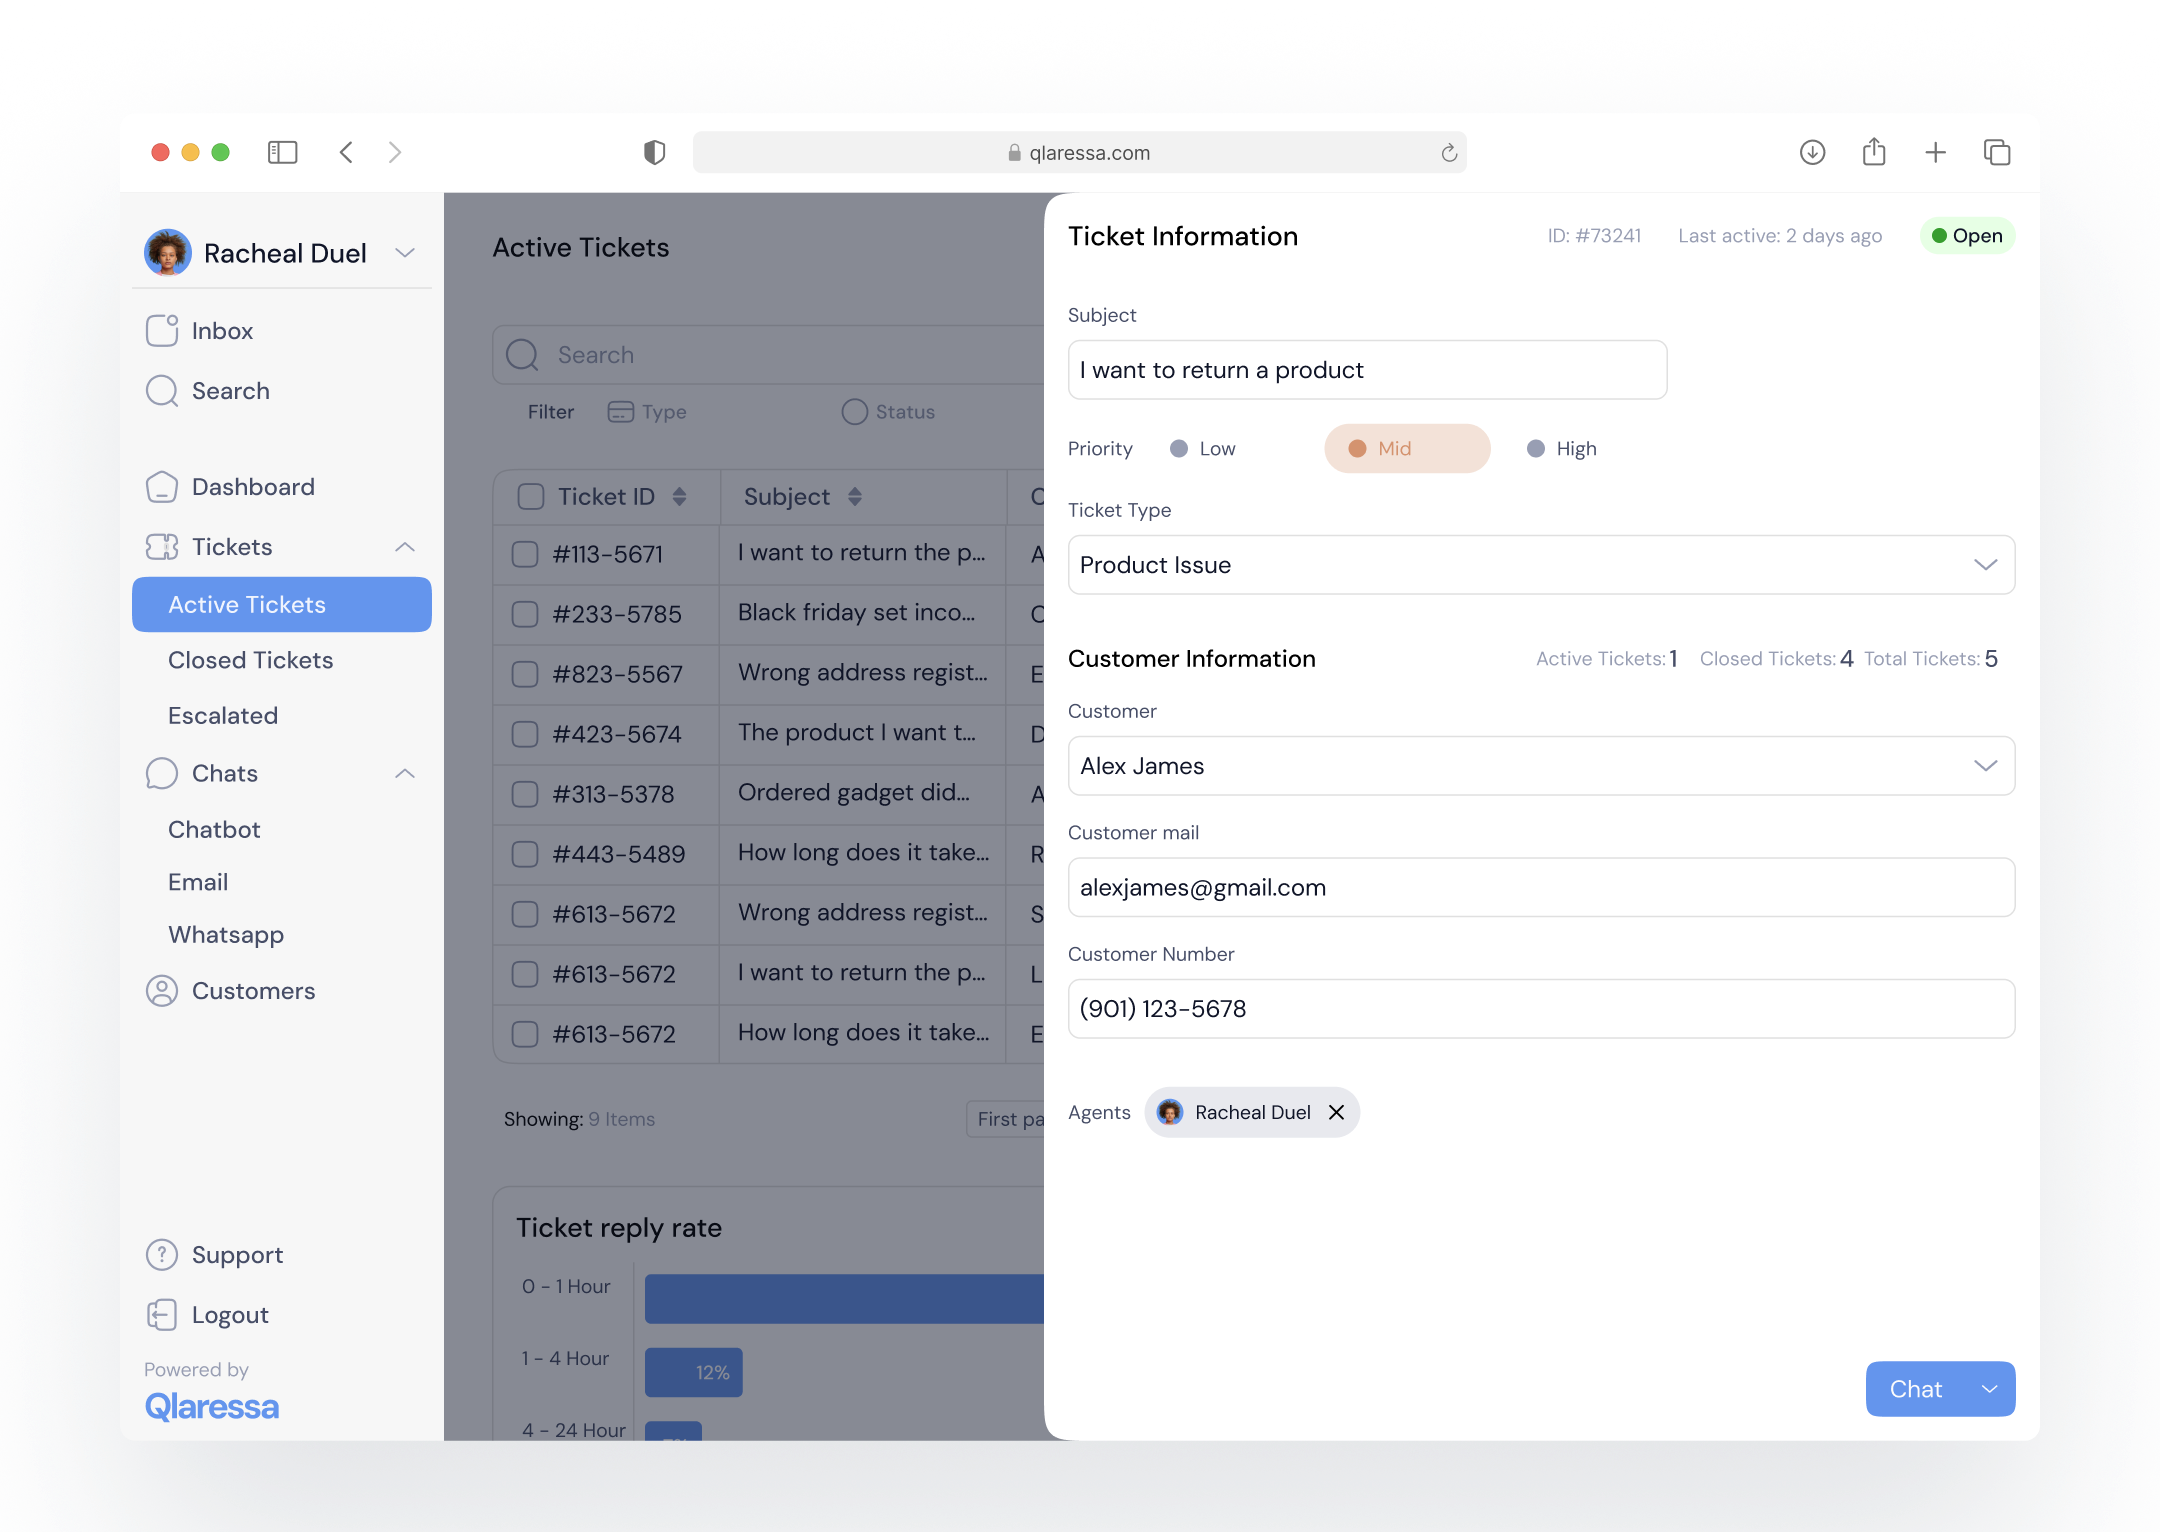 qlaressa.com
Racheal Duel
Inbox
Search
Dashboard
Tickets
Active Tickets
Closed Tickets
Escalated
Chats
Chatbot
Email
Whatsapp
Customers
Support
Logout
Powered by
Qlaressa
Active Tickets
Search
Filter Type Status
Ticket ID Subject C
#113-5671 I want to return the p... A
#233-5785 Black friday set inco... C
#823-5567 Wrong address regist... E
#423-5674 The product I want t... D
#313-5378 Ordered gadget did... A
#443-5489 How long does it take... R
#613-5672 Wrong address regist... S
#613-5672 I want to return the p... L
#613-5672 How long does it take... E
Showing: 9 Items First pa
Ticket reply rate
0 - 1 Hour
1 - 4 Hour 12%
4 - 24 Hour
Ticket Information ID: #73241 Last active: 2 days ago Open
Subject
I want to return a product
Priority Low Mid High
Ticket Type
Product Issue
Customer Information Active Tickets: 1 Closed Tickets: 4 Total Tickets: 5
Customer
Alex James
Customer mail
alexjames@gmail.com
Customer Number
(901) 123-5678
Agents Racheal Duel
Chat